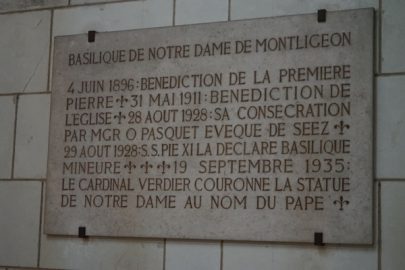 BASILIQUE DE NOTRE DAME DE MONTLIGEON
4 JUIN 1896: BENEDICTION DE LA PREMIERE
PIERRE ⚜ 31 MAI 1911: BENEDICTION DE
L'EGLISE ⚜ 28 AOUT 1928: SA CONSECRATION
PAR MGR O PASQUET EVEQUE DE SEEZ ⚜
29 AOUT 1928: S.S. PIE XI LA DECLARE BASILIQUE
MINEURE ⚜ ⚜ ⚜ 19 SEPTEMBRE 1935:
LE CARDINAL VERDIER COURONNE LA STATUE
DE NOTRE DAME AU NOM DU PAPE ⚜